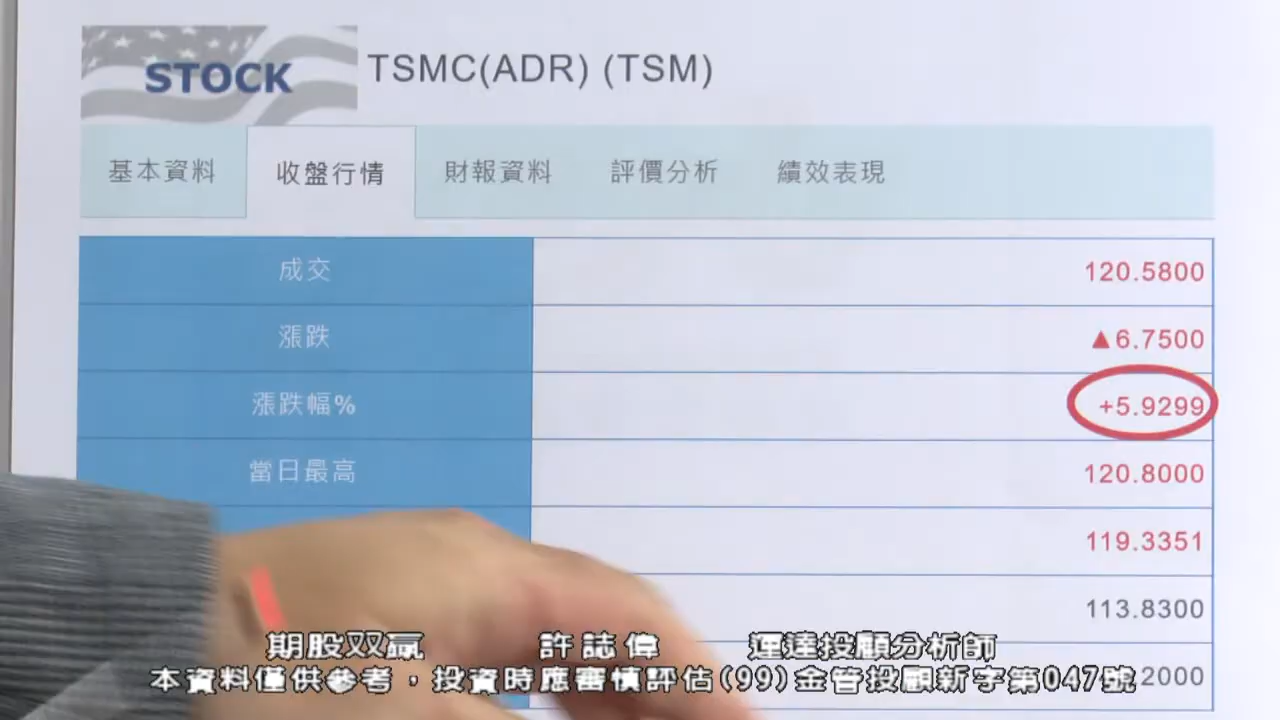 STOCK
TSMC(ADR) (TSM)
基本資料 收盤行情 財報資料 評價分析 績效表現
成交 120.5800
漲跌 ▲6.7500
漲跌幅% +5.9299
當日最高 120.8000
119.3351
113.8300
2000
期股双贏 許誌偉 運達投顧分析師
本資料僅供參考，投資時應審慎評估(99)金管投顧新字第047號